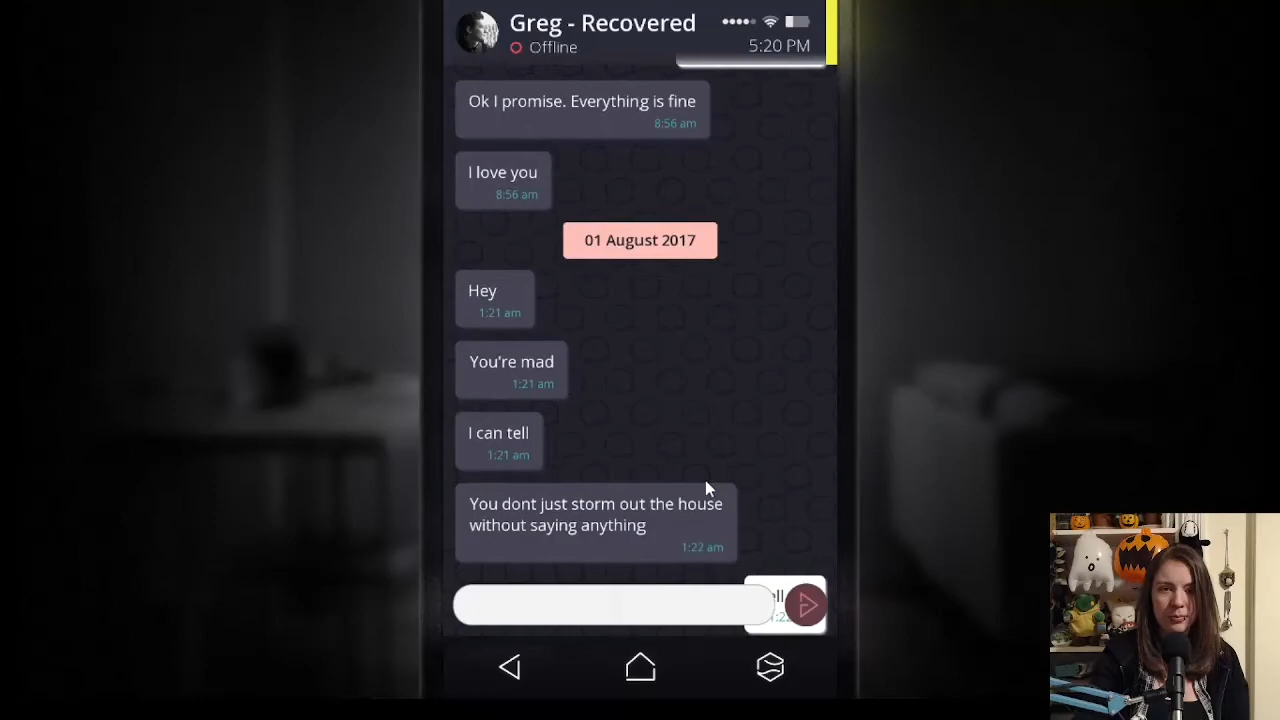 Greg - Recovered
Offline
5:20 PM
Ok I promise. Everything is fine
8:56 am
I love you
8:56 am
01 August 2017
Hey
1:21 am
You're mad
1:21 am
I can tell
1:21 am
You dont just storm out the house
without saying anything
1:22 am